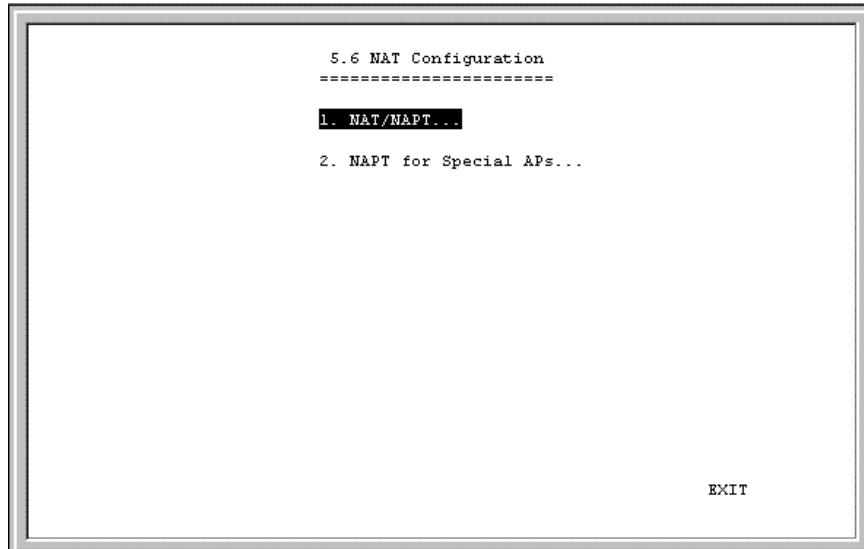 5.6 NAT Configuration
=======================
1. NAT/NAPT...
2. NAPT for Special APs...
EXIT